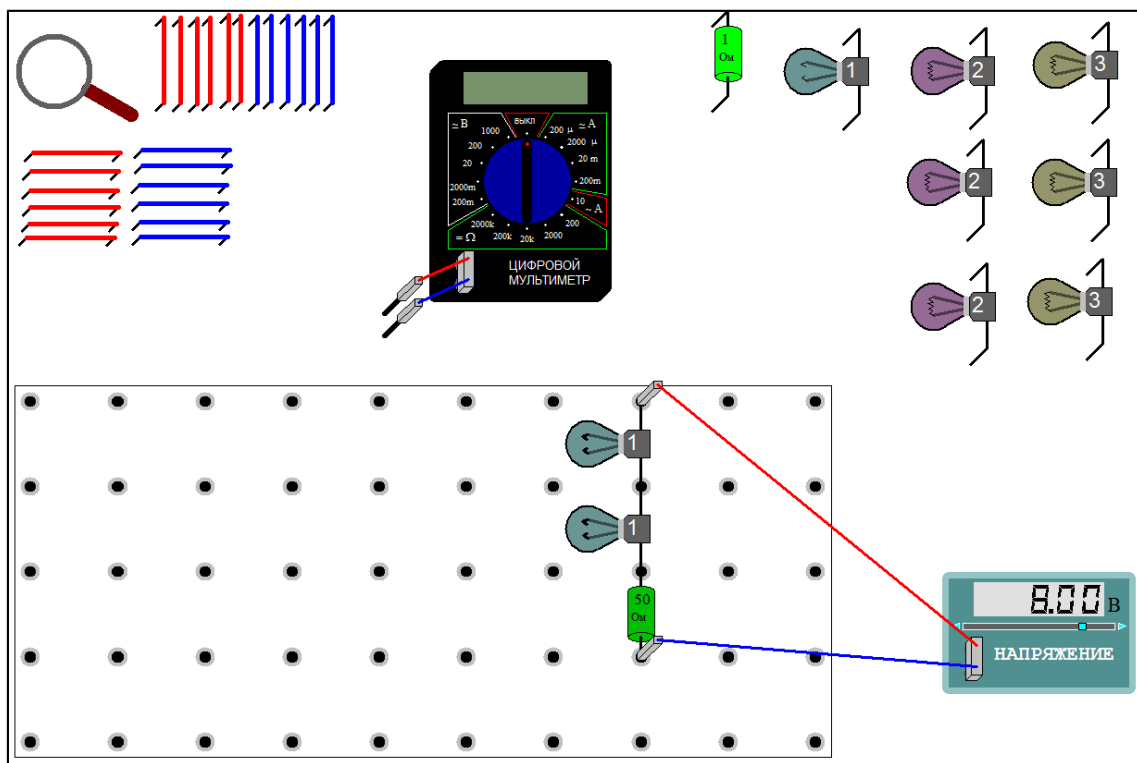 1
Ом
1
2
3
2
3
2
3
≃ В
ВЫКЛ
≃ A
1000
200 μ
200
2000 μ
20
20 m
2000m
200m
200m
10
~ A
2000k
200
= Ω
200k
20k
2000
ЦИФРОВОЙ
МУЛЬТИМЕТР
1
1
50
Ом
8.00 В
НАПРЯЖЕНИЕ